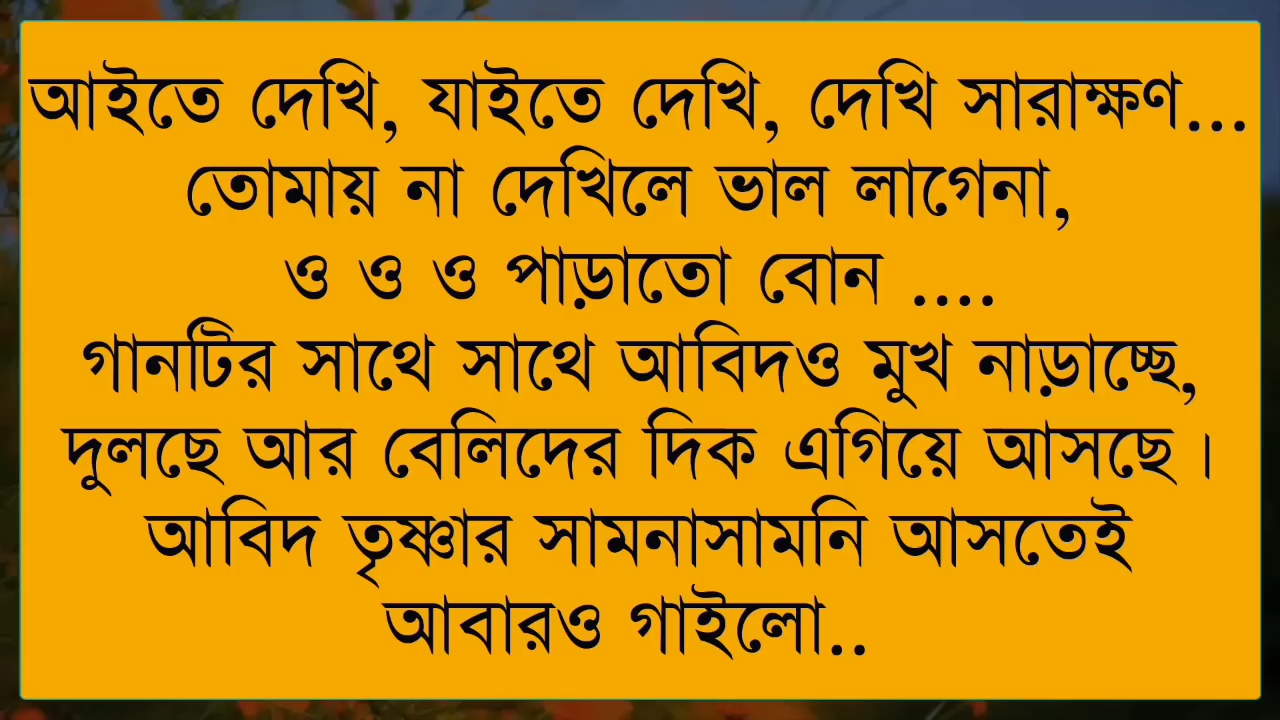 আইতে দেখি, যাইতে দেখি, দেখি সারাক্ষণ...
তোমায় না দেখিলে ভাল লাগেনা,
ও ও ও পাড়াতো বোন ....
গানটির সাথে সাথে আবিদও মুখ নাড়াচ্ছে,
দুলছে আর বেলিদের দিক এগিয়ে আসছে।
আবিদ তৃষ্ণার সামনাসামনি আসতেই
আবারও গাইলো..